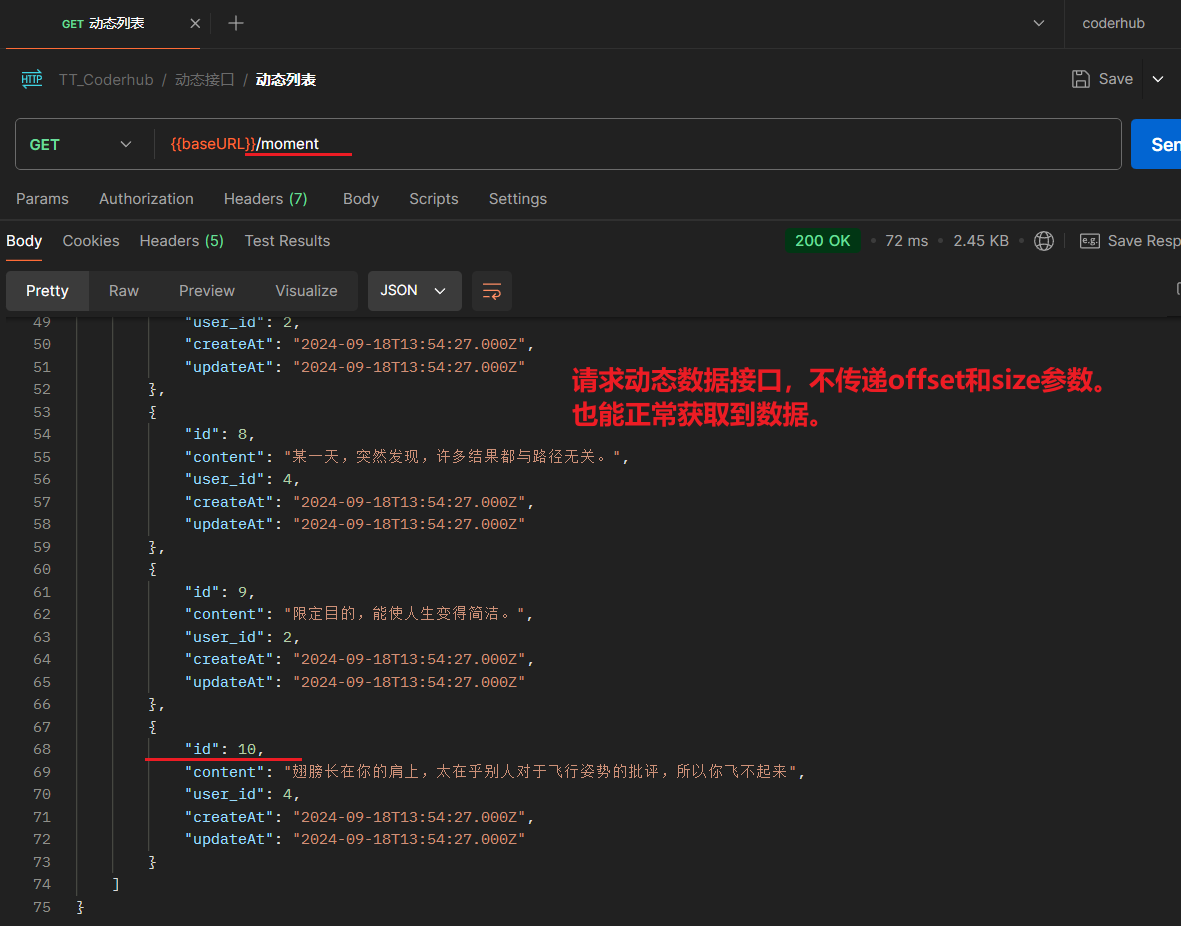 GET 动态列表
coderhub
HTTP TT_Coderhub / 动态接口 / 动态列表
Save
GET {{baseURL}}/moment
Sen
Params Authorization Headers (7) Body Scripts Settings
Body Cookies Headers (5) Test Results 200 OK 72 ms 2.45 KB e.g. Save Resp
Pretty Raw Preview Visualize JSON
49 "user_id": 2,
50 "createAt": "2024-09-18T13:54:27.000Z",
51 "updateAt": "2024-09-18T13:54:27.000Z"
请求动态数据接口，不传递offset和size参数。
也能正常获取到数据。
52 },
53 {
54 "id": 8,
55 "content": "某一天，突然发现，许多结果都与路径无关。",
56 "user_id": 4,
57 "createAt": "2024-09-18T13:54:27.000Z",
58 "updateAt": "2024-09-18T13:54:27.000Z"
59 },
60 {
61 "id": 9,
62 "content": "限定目的，能使人生变得简洁。",
63 "user_id": 2,
64 "createAt": "2024-09-18T13:54:27.000Z",
65 "updateAt": "2024-09-18T13:54:27.000Z"
66 },
67 {
68 "id": 10,
69 "content": "翅膀长在你的肩上，太在乎别人对于飞行姿势的批评，所以你飞不起来",
70 "user_id": 4,
71 "createAt": "2024-09-18T13:54:27.000Z",
72 "updateAt": "2024-09-18T13:54:27.000Z"
73 }
74 ]
75 }